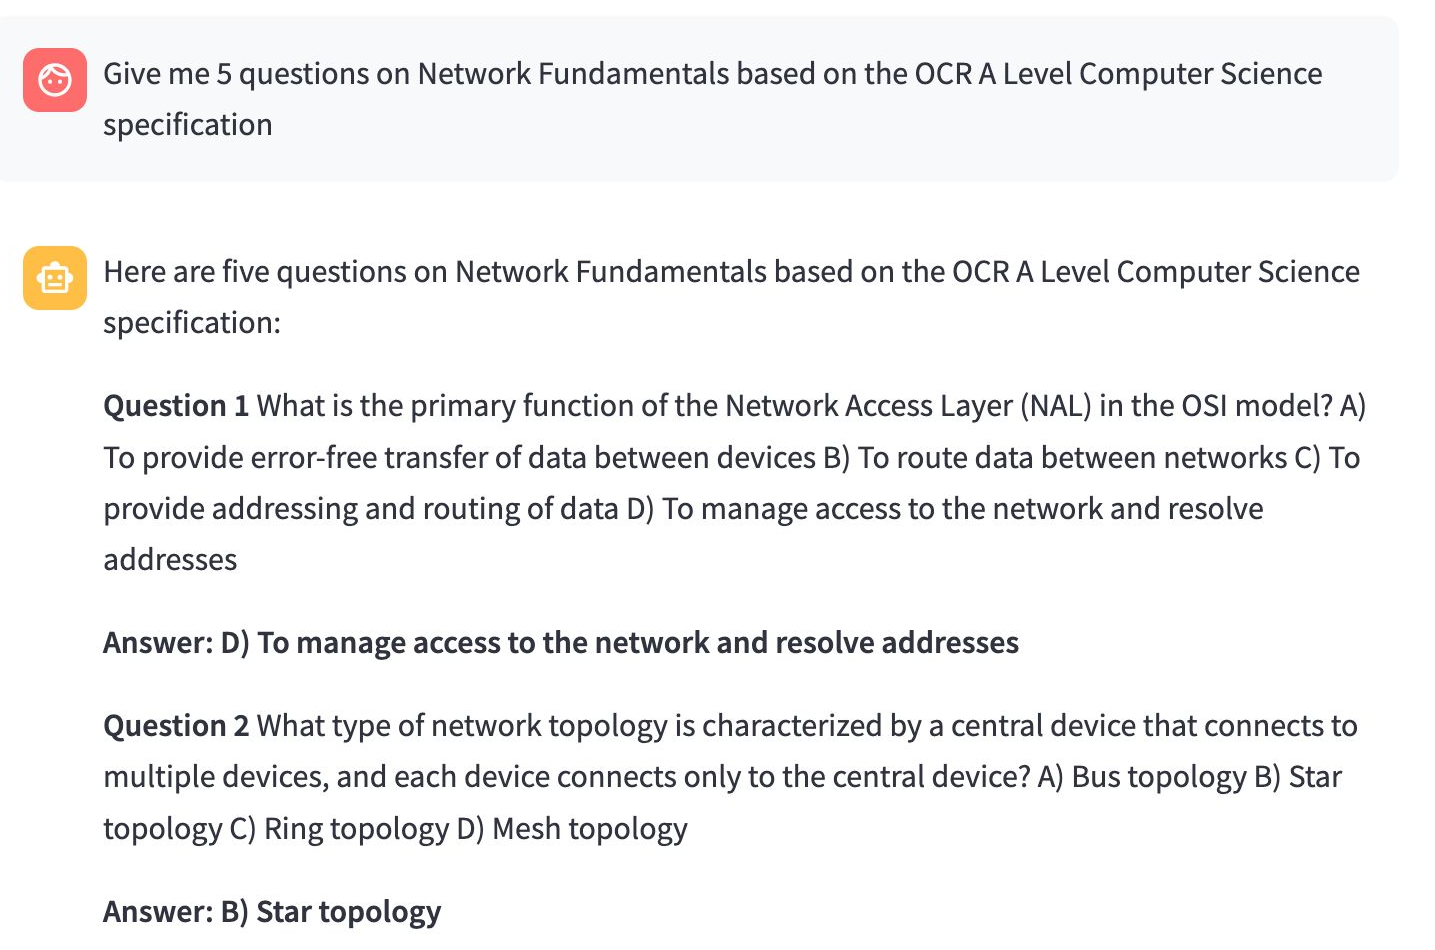 Give me 5 questions on Network Fundamentals based on the OCR A Level Computer Science
specification
Here are five questions on Network Fundamentals based on the OCR A Level Computer Science
specification:
Question 1 What is the primary function of the Network Access Layer (NAL) in the OSI model? A)
To provide error-free transfer of data between devices B) To route data between networks C) To
provide addressing and routing of data D) To manage access to the network and resolve
addresses
Answer: D) To manage access to the network and resolve addresses
Question 2 What type of network topology is characterized by a central device that connects to
multiple devices, and each device connects only to the central device? A) Bus topology B) Star
topology C) Ring topology D) Mesh topology
Answer: B) Star topology